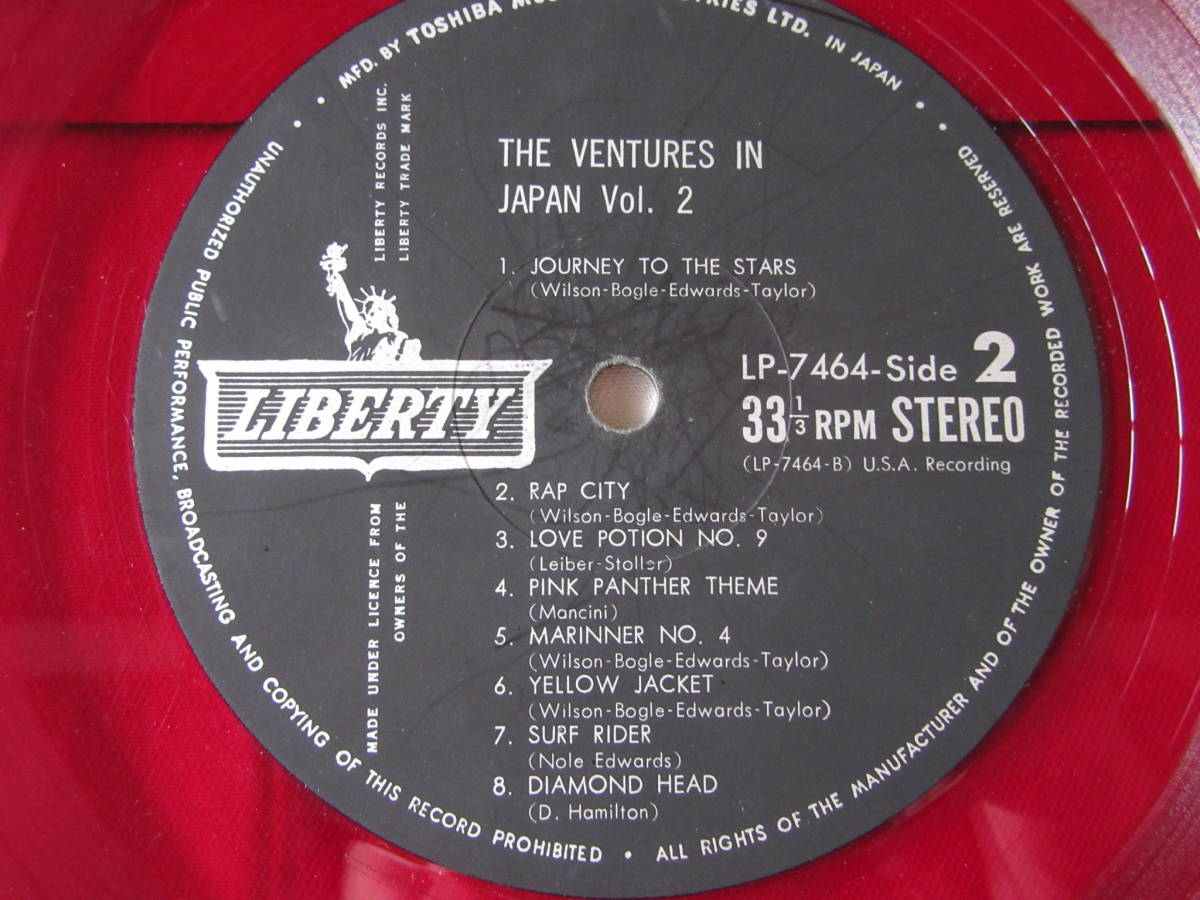 MFD. BY TOSHIBA LTD. IN JAPAN
LIBERTY RECORDS INC.
LIBERTY TRADE MARK
THE VENTURES IN
JAPAN Vol. 2
1. JOURNEY TO THE STARS
(Wilson-Bogle-Edwards-Taylor)
LP-7464-Side 2
33 1/3 RPM STEREO
(LP-7464-B) U.S.A. Recording
LIBERTY
2. RAP CITY
(Wilson-Bogle-Edwards-Taylor)
3. LOVE POTION NO. 9
(Leiber-Stoller)
4. PINK PANTHER THEME
(Mancini)
5. MARINNER NO. 4
(Wilson-Bogle-Edwards-Taylor)
6. YELLOW JACKET
(Wilson-Bogle-Edwards-Taylor)
7. SURF RIDER
(Nole Edwards)
8. DIAMOND HEAD
(D. Hamilton)
MADE UNDER LICENCE FROM
OWNERS OF THE
UNAUTHORIZED PUBLIC PERFORMANCE, BROADCASTING AND COPYING OF THIS RECORD PROHIBITED • ALL RIGHTS OF THE MANUFACTURER AND OF THE OWNER OF THE RECORDED WORK ARE RESERVED